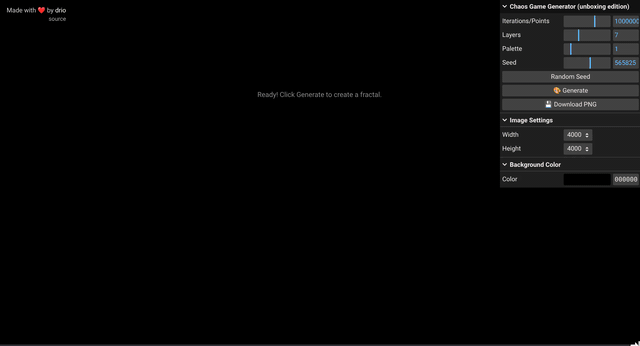 Made with ❤️ by drio
source
Ready! Click Generate to create a fractal.
Chaos Game Generator (unboxing edition)
Iterations/Points
Layers 7
Palette 1
Seed 565825
Random Seed
🎨 Generate
💾 Download PNG
Image Settings
Width 4000
Height 4000
Background Color
Color 000000